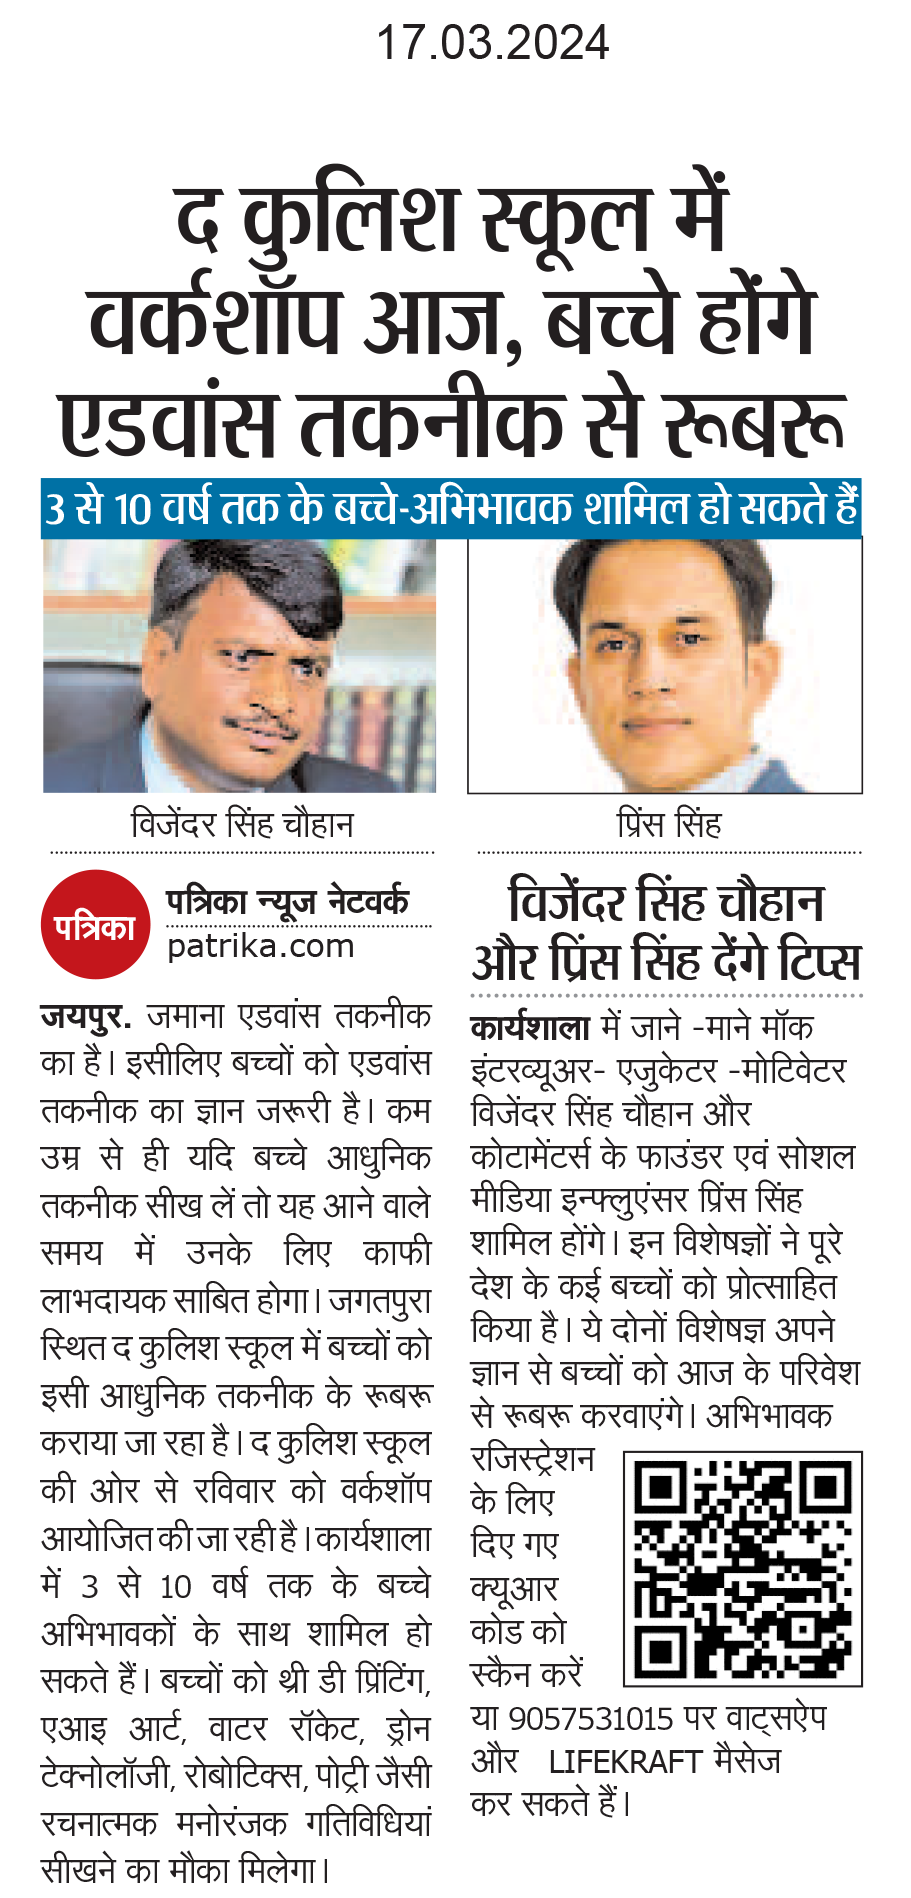 17.03.2024
द कुलिश स्कूल में
वर्कशॉप आज, बच्चे होंगे
एडवांस तकनीक से रूबरू
3 से 10 वर्ष तक के बच्चे-अभिभावक शामिल हो सकते हैं
विजेंदर सिंह चौहान
प्रिंस सिंह
पत्रिका
पत्रिका न्यूज नेटवर्क
patrika.com
जयपुर. जमाना एडवांस तकनीक
का है। इसीलिए बच्चों को एडवांस
तकनीक का ज्ञान जरूरी है। कम
उम्र से ही यदि बच्चे आधुनिक
तकनीक सीख लें तो यह आने वाले
समय में उनके लिए काफी
लाभदायक साबित होगा। जगतपुरा
स्थित द कुलिश स्कूल में बच्चों को
इसी आधुनिक तकनीक के रूबरू
कराया जा रहा है। द कुलिश स्कूल
की ओर से रविवार को वर्कशॉप
आयोजित की जा रही है। कार्यशाला
में 3 से 10 वर्ष तक के बच्चे
अभिभावकों के साथ शामिल हो
सकते हैं। बच्चों को थ्री डी प्रिंटिंग,
एआइ आर्ट, वाटर रॉकेट, ड्रोन
टेक्नोलॉजी, रोबोटिक्स, पोट्री जैसी
रचनात्मक मनोरंजक गतिविधियां
सीखने का मौका मिलेगा।
विजेंदर सिंह चौहान
और प्रिंस सिंह देंगे टिप्स
कार्यशाला में जाने -माने मॉक
इंटरव्यूअर- एजुकेटर -मोटिवेटर
विजेंदर सिंह चौहान और
कोटामेंटर्स के फाउंडर एवं सोशल
मीडिया इन्फ्लुएंसर प्रिंस सिंह
शामिल होंगे। इन विशेषज्ञों ने पूरे
देश के कई बच्चों को प्रोत्साहित
किया है। ये दोनों विशेषज्ञ अपने
ज्ञान से बच्चों को आज के परिवेश
से रूबरू करवाएंगे। अभिभावक
रजिस्ट्रेशन
के लिए
दिए गए
क्यूआर
कोड को
स्कैन करें
या 9057531015 पर वाट्सऐप
और LIFEKRAFT मैसेज
कर सकते हैं।